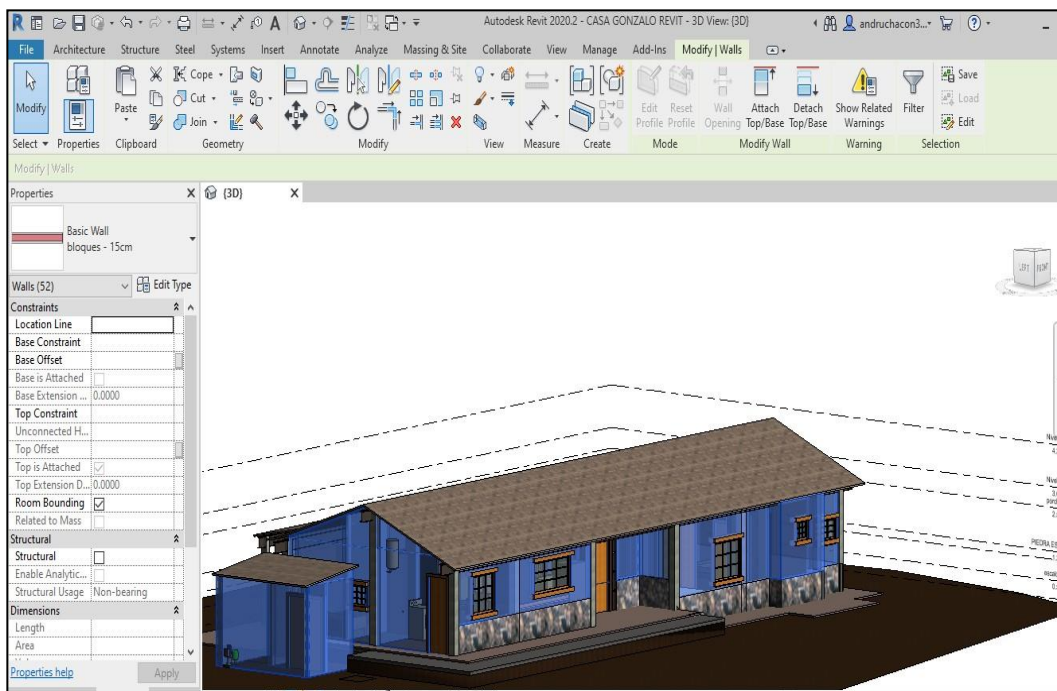 Autodesk Revit 2020.2 - CASA GONZALO REVIT - 3D View: {3D}
andruchacon3...
File Architecture Structure Steel Systems Insert Annotate Analyze Massing & Site Collaborate View Manage Add-Ins Modify | Walls
Cope
Cut
Join
Modify
Paste
Edit Profile
Reset Profile
Wall Opening
Attach Top/Base
Detach Top/Base
Show Related Warnings
Filter
Save
Load
Edit
Select Properties Clipboard Geometry Modify View Measure Create Mode Modify Wall Warning Selection
Modify | Walls
Properties
{3D}
Basic Wall
bloques - 15cm
Walls (52)
Edit Type
Constraints
Location Line
Base Constraint
Base Offset
Base is Attached
Base Extension ... 0.0000
Top Constraint
Unconnected H...
Top Offset
Top is Attached
Top Extension D... 0.0000
Room Bounding
Related to Mass
Structural
Structural
Enable Analytic...
Structural Usage Non-bearing
Dimensions
Length
Area
Properties help
Apply
LEFT FRONT